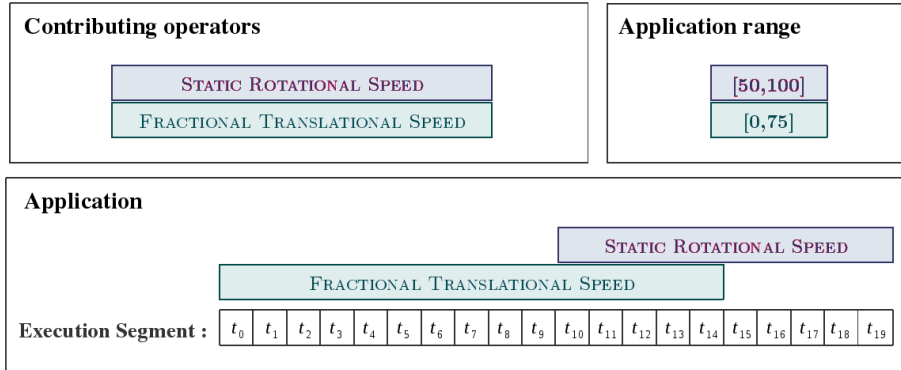 Contributing operators
STATIC ROTATIONAL SPEED
FRACTIONAL TRANSLATIONAL SPEED
Application range
[50,100]
[0,75]
Application
STATIC ROTATIONAL SPEED
FRACTIONAL TRANSLATIONAL SPEED
Execution Segment : t₀ t₁ t₂ t₃ t₄ t₅ t₆ t₇ t₈ t₉ t₁₀ t₁₁ t₁₂ t₁₃ t₁₄ t₁₅ t₁₆ t₁₇ t₁₈ t₁₉